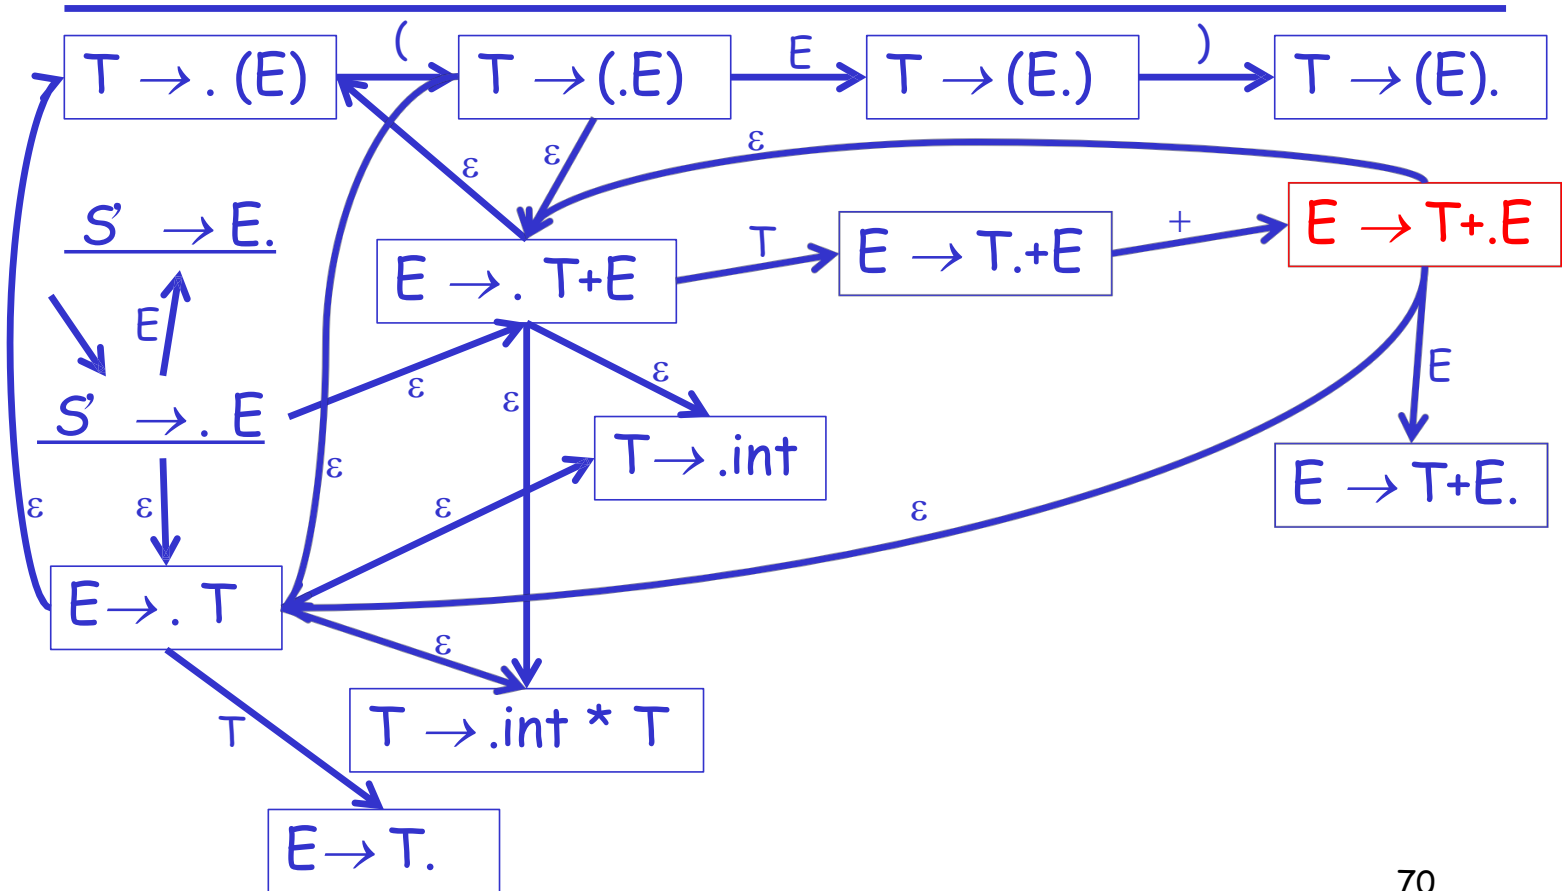 (
T → . (E)
T → (.E)
E
T → (E.)
)
T → (E).
ε
ε
ε
S’ → E.
E → T+.E
T
E → T.+E
+
E → . T+E
E
ε
ε
ε
E
S’ → . E
T → .int
ε
E → T+E.
ε
ε
ε
ε
E → . T
ε
T → .int * T
T
E → T.
70